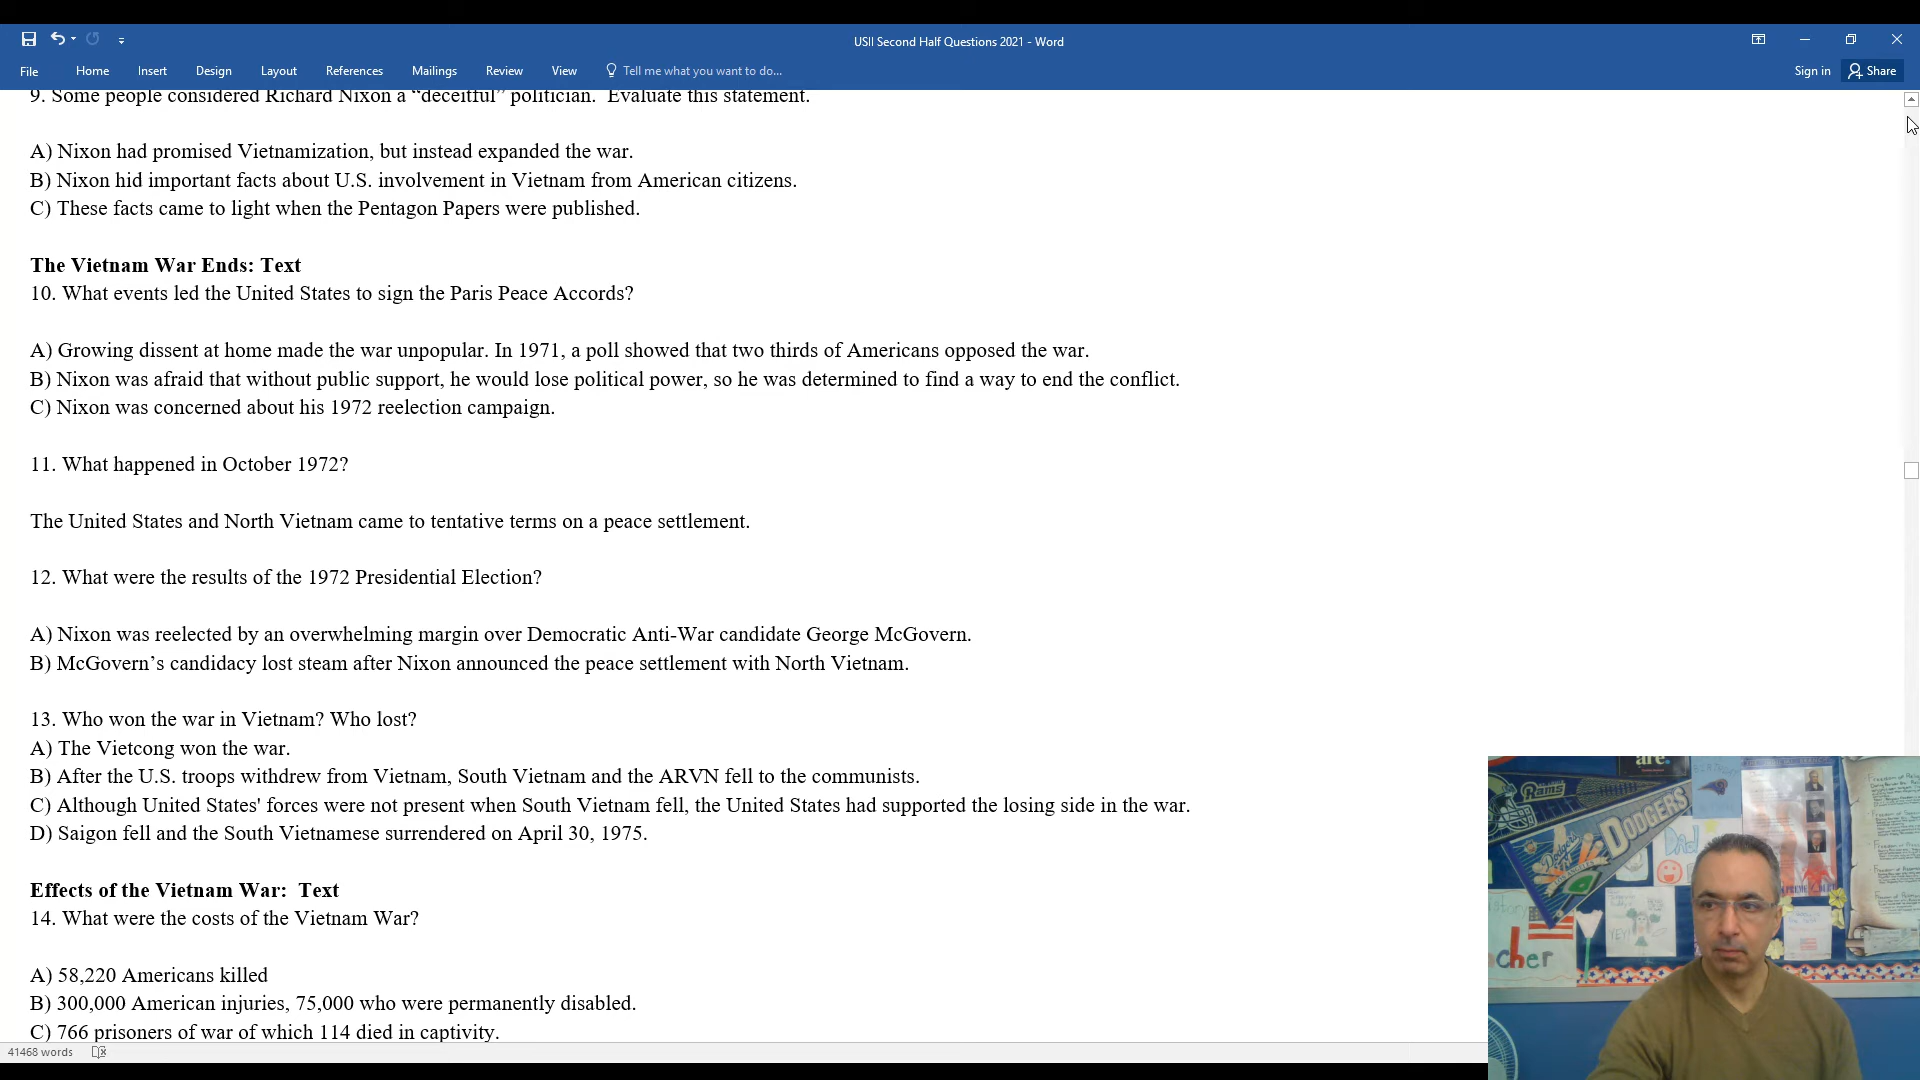 USII Second Half Questions 2021 - Word
File Home Insert Design Layout References Mailings Review View Tell me what you want to do... Sign in Share
9. Some people considered Richard Nixon a “deceitful” politician.  Evaluate this statement.
A) Nixon had promised Vietnamization, but instead expanded the war.
B) Nixon hid important facts about U.S. involvement in Vietnam from American citizens.
C) These facts came to light when the Pentagon Papers were published.
The Vietnam War Ends: Text
10. What events led the United States to sign the Paris Peace Accords?
A) Growing dissent at home made the war unpopular. In 1971, a poll showed that two thirds of Americans opposed the war.
B) Nixon was afraid that without public support, he would lose political power, so he was determined to find a way to end the conflict.
C) Nixon was concerned about his 1972 reelection campaign.
11. What happened in October 1972?
The United States and North Vietnam came to tentative terms on a peace settlement.
12. What were the results of the 1972 Presidential Election?
A) Nixon was reelected by an overwhelming margin over Democratic Anti-War candidate George McGovern.
B) McGovern’s candidacy lost steam after Nixon announced the peace settlement with North Vietnam.
13. Who won the war in Vietnam? Who lost?
A) The Vietcong won the war.
B) After the U.S. troops withdrew from Vietnam, South Vietnam and the ARVN fell to the communists.
C) Although United States' forces were not present when South Vietnam fell, the United States had supported the losing side in the war.
D) Saigon fell and the South Vietnamese surrendered on April 30, 1975.
Effects of the Vietnam War:  Text
14. What were the costs of the Vietnam War?
A) 58,220 Americans killed
B) 300,000 American injuries, 75,000 who were permanently disabled.
C) 766 prisoners of war of which 114 died in captivity.
41468 words
are.
Rams
DODGERS
Dodgers
Dad
YEY!
cher